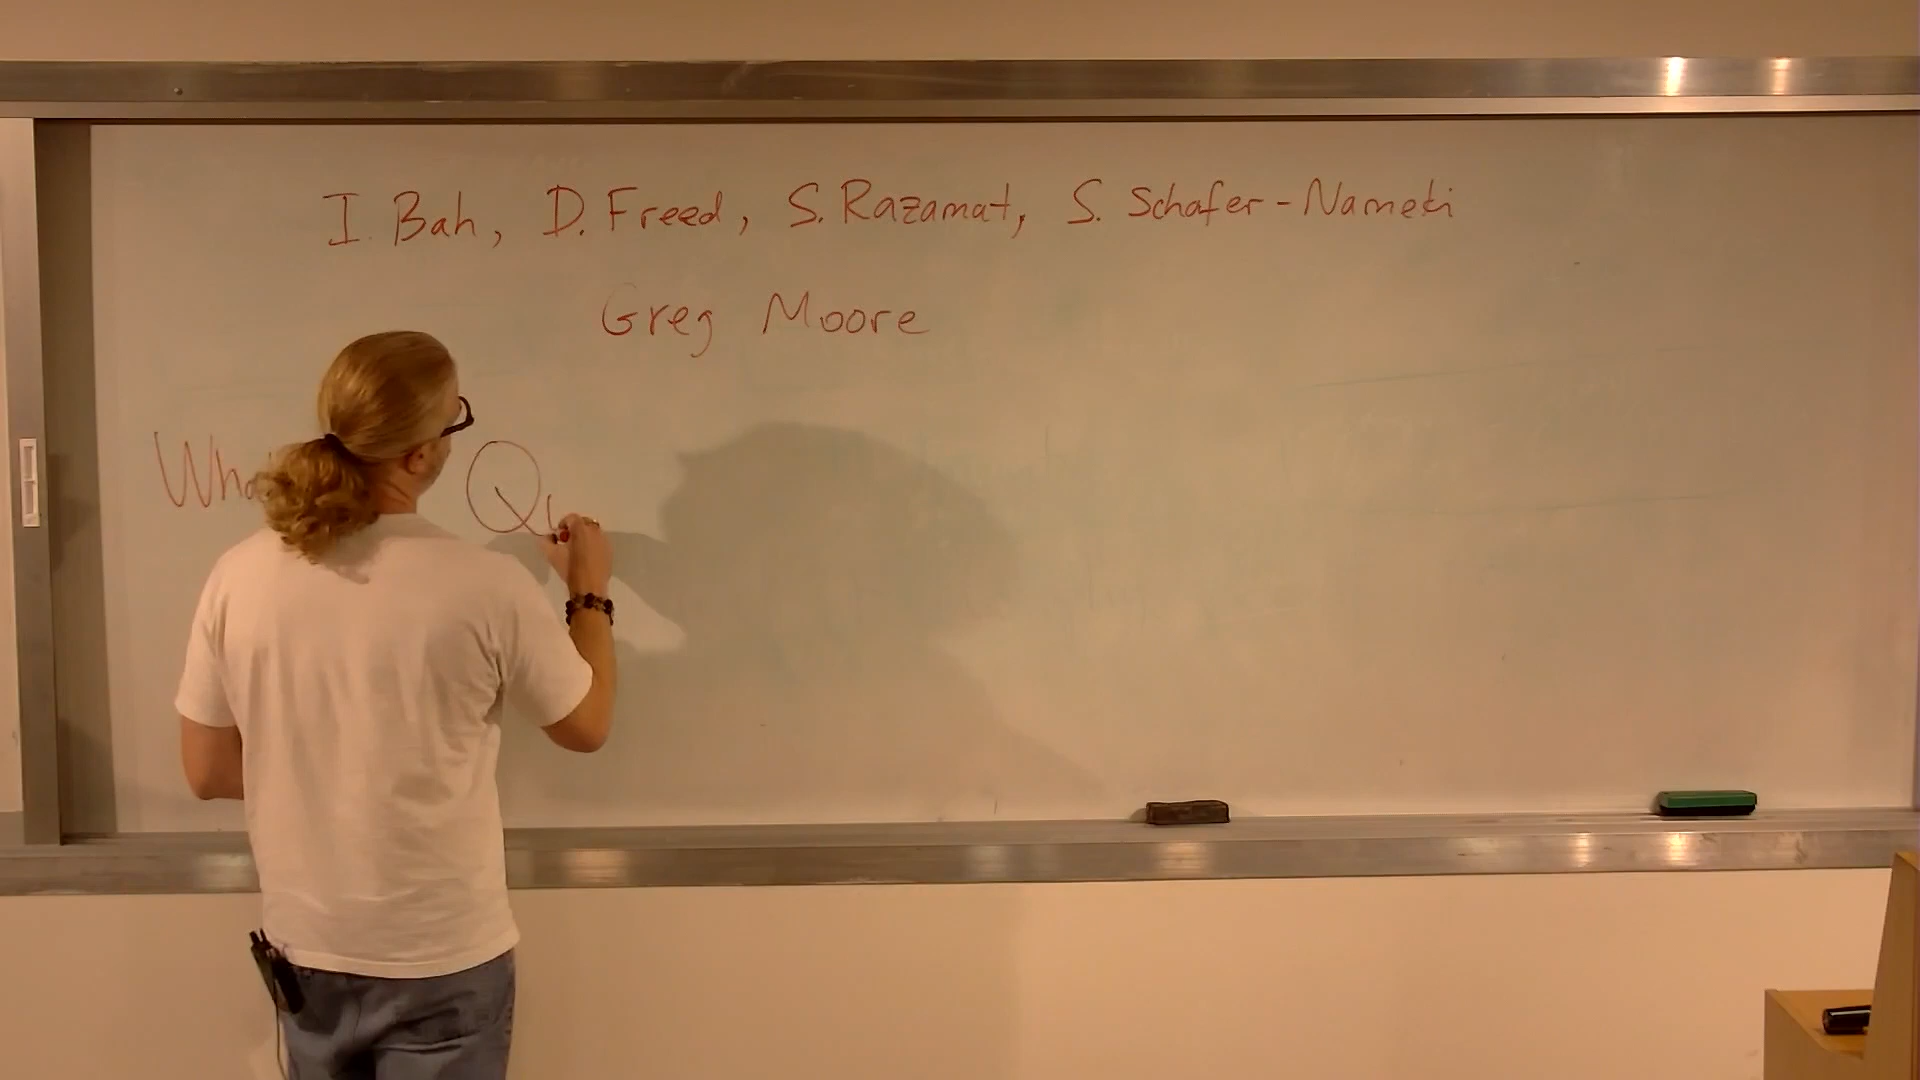 I. Bah, D. Freed, S. Razamat, S. Schafer-Nameki
Greg Moore